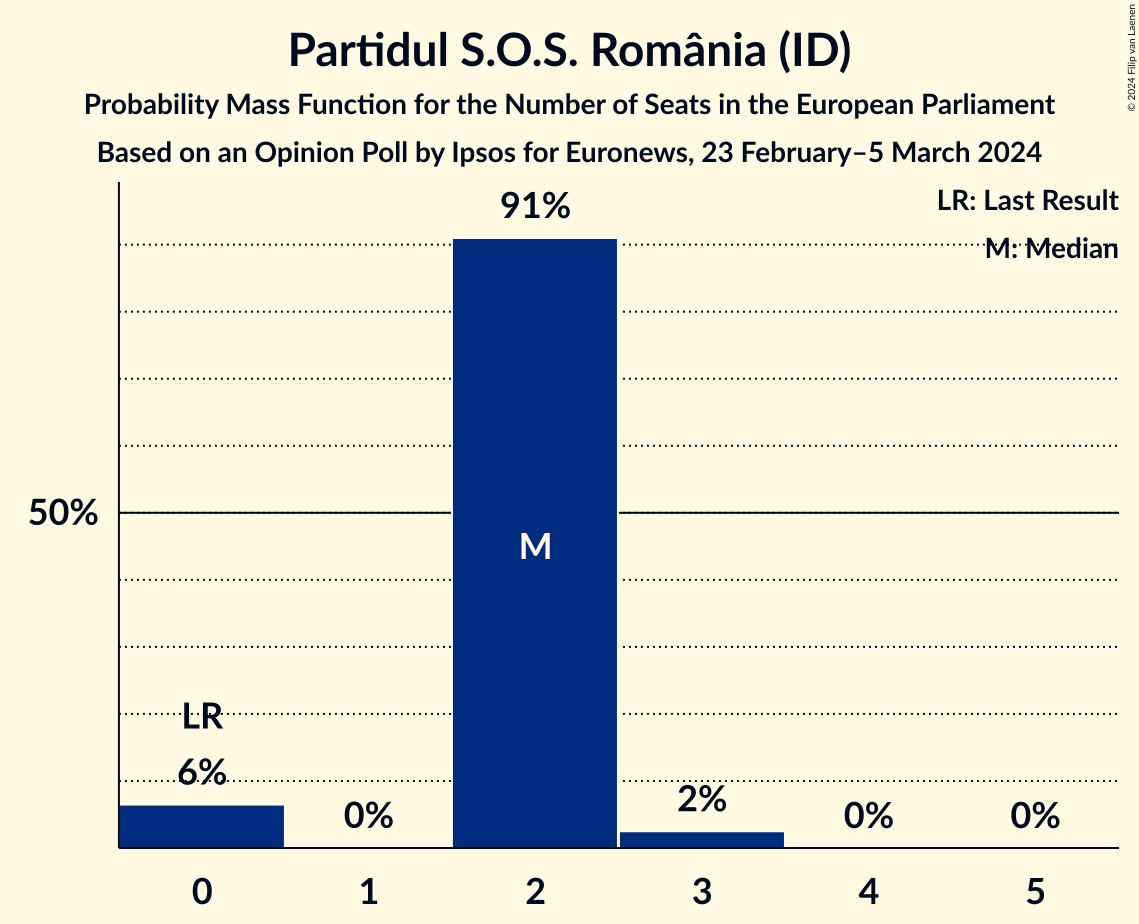 Partidul S.O.S. România (ID)
Probability Mass Function for the Number of Seats in the European Parliament
Based on an Opinion Poll by Ipsos for Euronews, 23 February–5 March 2024
© 2024 Filip van Laenen
LR: Last Result
M: Median
91%
50%
M
LR
6%
0%
2%
0%
0%
0 1 2 3 4 5